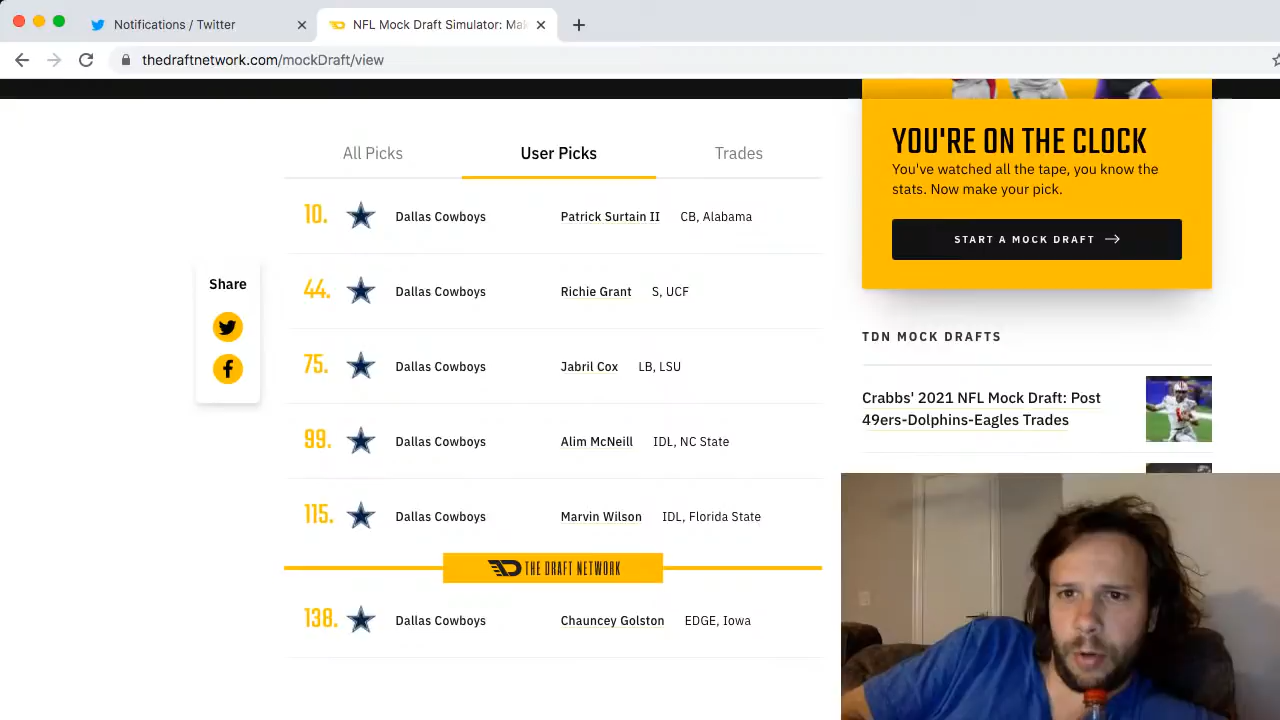 Notifications / Twitter
NFL Mock Draft Simulator: Mak
thedraftnetwork.com/mockDraft/view
All Picks
User Picks
Trades
10.
Dallas Cowboys
Patrick Surtain II
CB, Alabama
44.
Dallas Cowboys
Richie Grant
S, UCF
75.
Dallas Cowboys
Jabril Cox
LB, LSU
99.
Dallas Cowboys
Alim McNeill
IDL, NC State
115.
Dallas Cowboys
Marvin Wilson
IDL, Florida State
THE DRAFT NETWORK
138.
Dallas Cowboys
Chauncey Golston
EDGE, Iowa
Share
YOU'RE ON THE CLOCK
You've watched all the tape, you know the
stats. Now make your pick.
START A MOCK DRAFT
TDN MOCK DRAFTS
Crabbs' 2021 NFL Mock Draft: Post
49ers-Dolphins-Eagles Trades